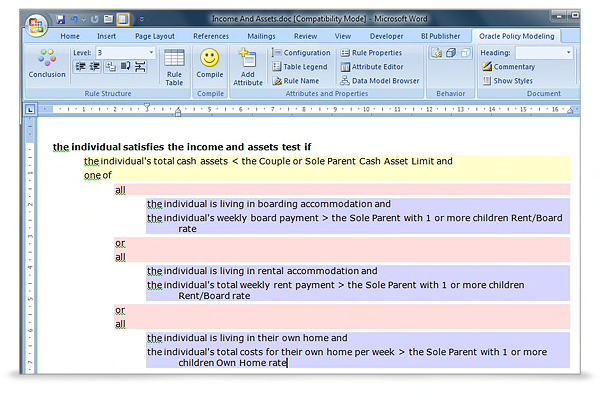 Income And Assets.doc [Compatibility Mode] - Microsoft Word
Home Insert Page Layout References Mailings Review View Developer BI Publisher Oracle Policy Modeling
Conclusion
Level: 3
Rule Structure
Rule Table
Compile
Compile
Add Attribute
Configuration
Table Legend
Rule Name
Rule Properties
Attribute Editor
Data Model Browser
Attributes and Properties
Behavior
Heading:
Commentary
Show Styles
Document
the individual satisfies the income and assets test if
the individual's total cash assets < the Couple or Sole Parent Cash Asset Limit and
one of
all
the individual is living in boarding accommodation and
the individual's weekly board payment > the Sole Parent with 1 or more children Rent/Board
rate
or
all
the individual is living in rental accommodation and
the individual's total weekly rent payment > the Sole Parent with 1 or more children
Rent/Board rate
or
all
the individual is living in their own home and
the individual's total costs for their own home per week > the Sole Parent with 1 or more
children Own Home rate